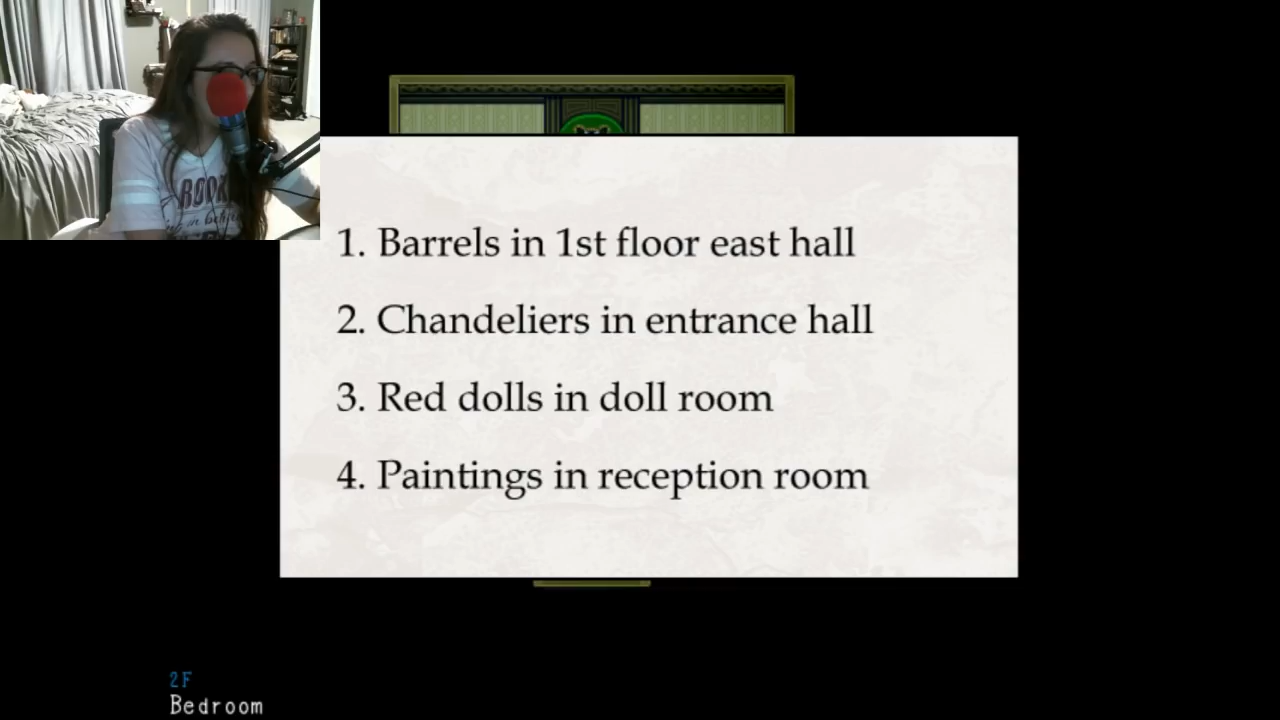 1. Barrels in 1st floor east hall
2. Chandeliers in entrance hall
3. Red dolls in doll room
4. Paintings in reception room
2F
Bedroom